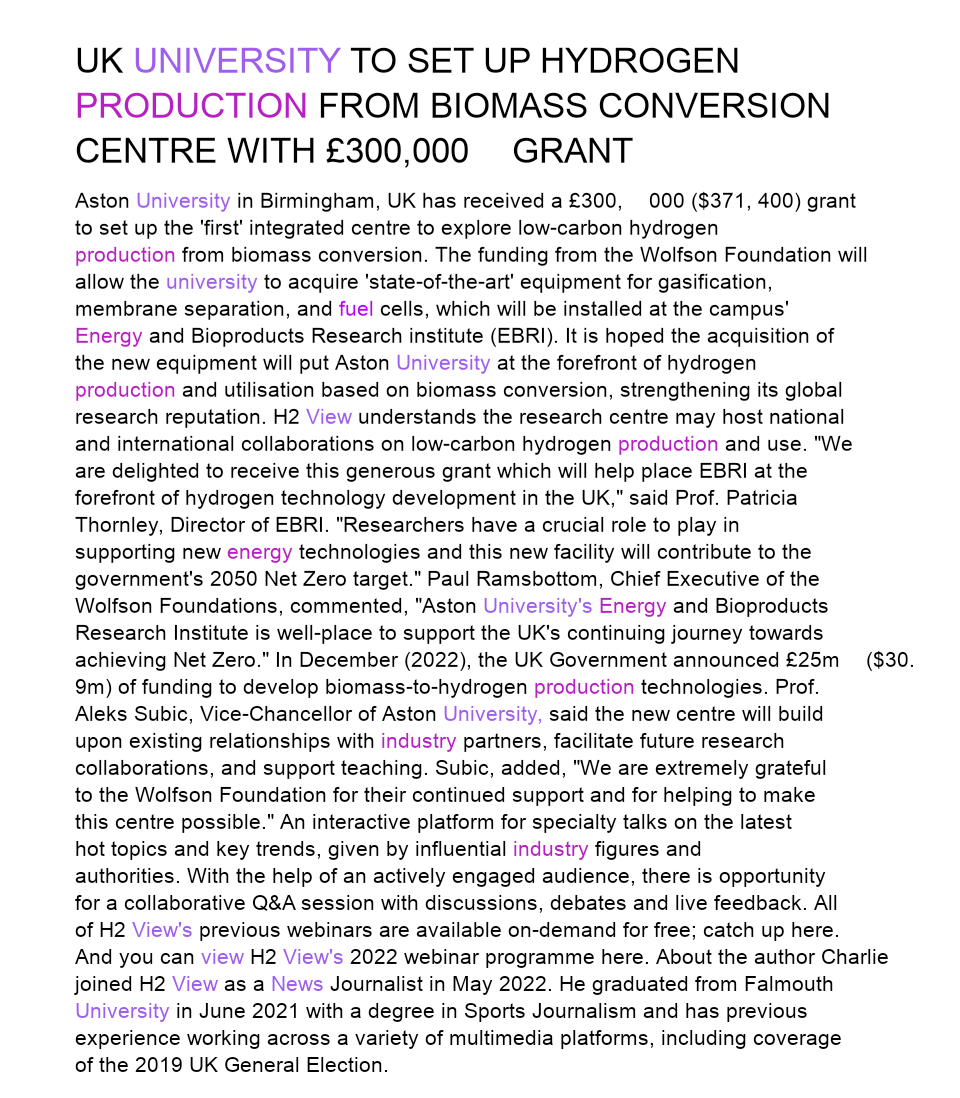 UK UNIVERSITY TO SET UP HYDROGEN
PRODUCTION FROM BIOMASS CONVERSION
CENTRE WITH £300,000 GRANT
Aston University in Birmingham, UK has received a £300, 000 ($371, 400) grant
to set up the 'first' integrated centre to explore low-carbon hydrogen
production from biomass conversion. The funding from the Wolfson Foundation will
allow the university to acquire 'state-of-the-art' equipment for gasification,
membrane separation, and fuel cells, which will be installed at the campus'
Energy and Bioproducts Research institute (EBRI). It is hoped the acquisition of
the new equipment will put Aston University at the forefront of hydrogen
production and utilisation based on biomass conversion, strengthening its global
research reputation. H2 View understands the research centre may host national
and international collaborations on low-carbon hydrogen production and use. "We
are delighted to receive this generous grant which will help place EBRI at the
forefront of hydrogen technology development in the UK," said Prof. Patricia
Thornley, Director of EBRI. "Researchers have a crucial role to play in
supporting new energy technologies and this new facility will contribute to the
government's 2050 Net Zero target." Paul Ramsbottom, Chief Executive of the
Wolfson Foundations, commented, "Aston University's Energy and Bioproducts
Research Institute is well-place to support the UK's continuing journey towards
achieving Net Zero." In December (2022), the UK Government announced £25m ($30.
9m) of funding to develop biomass-to-hydrogen production technologies. Prof.
Aleks Subic, Vice-Chancellor of Aston University, said the new centre will build
upon existing relationships with industry partners, facilitate future research
collaborations, and support teaching. Subic, added, "We are extremely grateful
to the Wolfson Foundation for their continued support and for helping to make
this centre possible." An interactive platform for specialty talks on the latest
hot topics and key trends, given by influential industry figures and
authorities. With the help of an actively engaged audience, there is opportunity
for a collaborative Q&A session with discussions, debates and live feedback. All
of H2 View's previous webinars are available on-demand for free; catch up here.
And you can view H2 View's 2022 webinar programme here. About the author Charlie
joined H2 View as a News Journalist in May 2022. He graduated from Falmouth
University in June 2021 with a degree in Sports Journalism and has previous
experience working across a variety of multimedia platforms, including coverage
of the 2019 UK General Election.